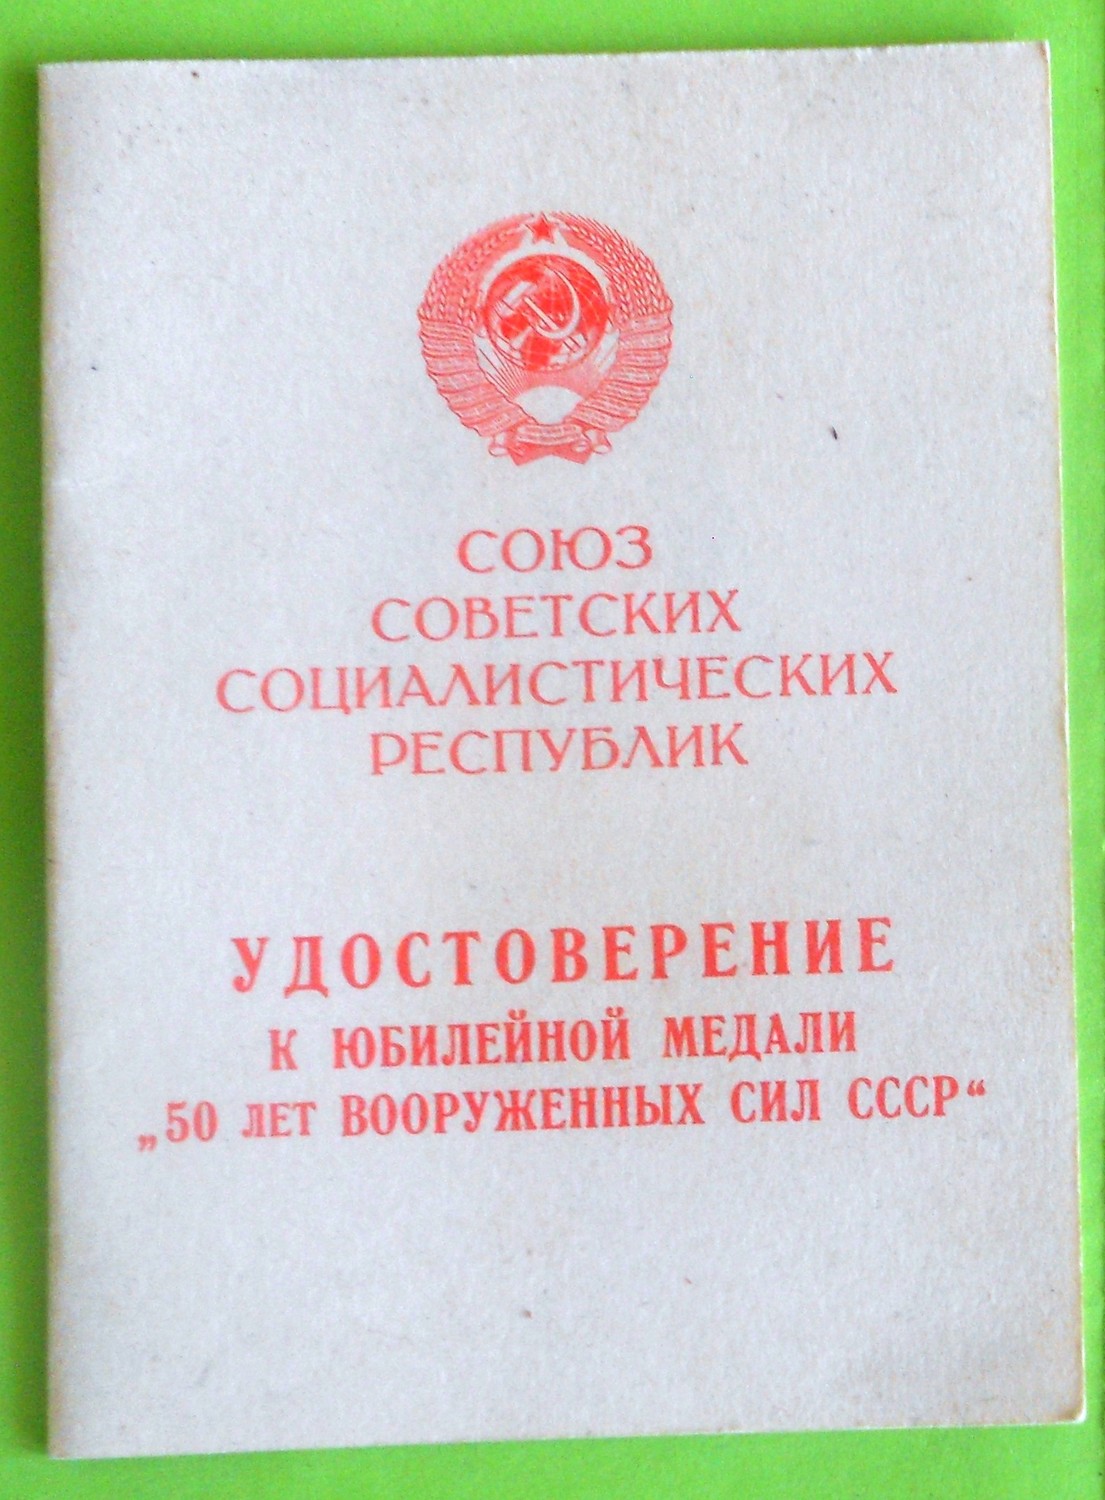 СОЮЗ
СОВЕТСКИХ
СОЦИАЛИСТИЧЕСКИХ
РЕСПУБЛИК
УДОСТОВЕРЕНИЕ
К ЮБИЛЕЙНОЙ МЕДАЛИ
„50 ЛЕТ ВООРУЖЕННЫХ СИЛ СССР“